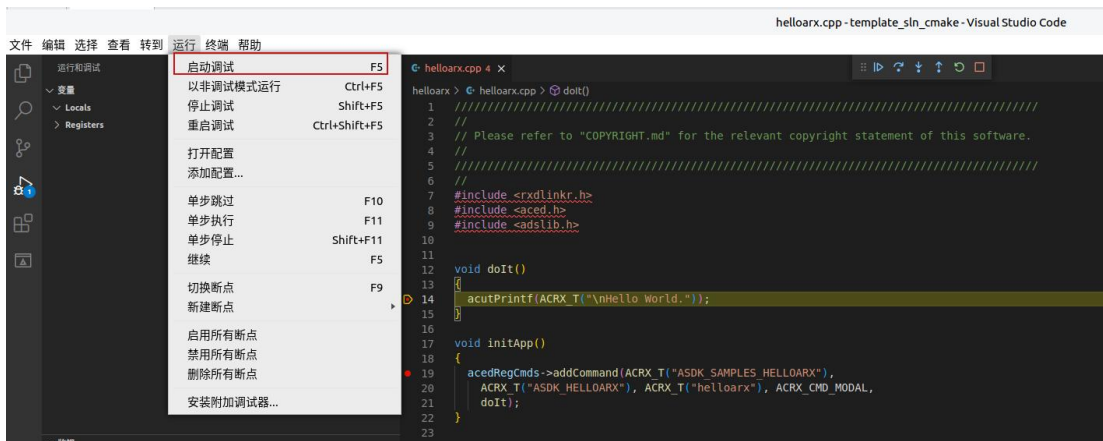 helloarx.cpp - template_sln_cmake - Visual Studio Code
文件 编辑 选择 查看 转到 运行 终端 帮助
运行和调试
变量
Locals
Registers
启动调试 F5
以非调试模式运行 Ctrl+F5
停止调试 Shift+F5
重启调试 Ctrl+Shift+F5
打开配置
添加配置...
单步跳过 F10
单步执行 F11
单步停止 Shift+F11
继续 F5
切换断点 F9
新建断点
启用所有断点
禁用所有断点
删除所有断点
安装附加调试器...
helloarx.cpp 4 ×
helloarx > helloarx.cpp > doIt()
1 ////////////////////////////////////////////////////////////////////////////////////////
2 //
3 // Please refer to "COPYRIGHT.md" for the relevant copyright statement of this software.
4 //
5 ////////////////////////////////////////////////////////////////////////////////////////
6 //
7 #include <rxdlinkr.h>
8 #include <aced.h>
9 #include <adslib.h>
10
11
12 void doIt()
13 {
14 acutPrintf(ACRX_T("\nHello World."));
15 }
16
17 void initApp()
18 {
19 acedRegCmds->addCommand(ACRX_T("ASDK_SAMPLES_HELLOARX"),
20 ACRX_T("ASDK_HELLOARX"), ACRX_T("helloarx"), ACRX_CMD_MODAL,
21 doIt);
22 }
23
1